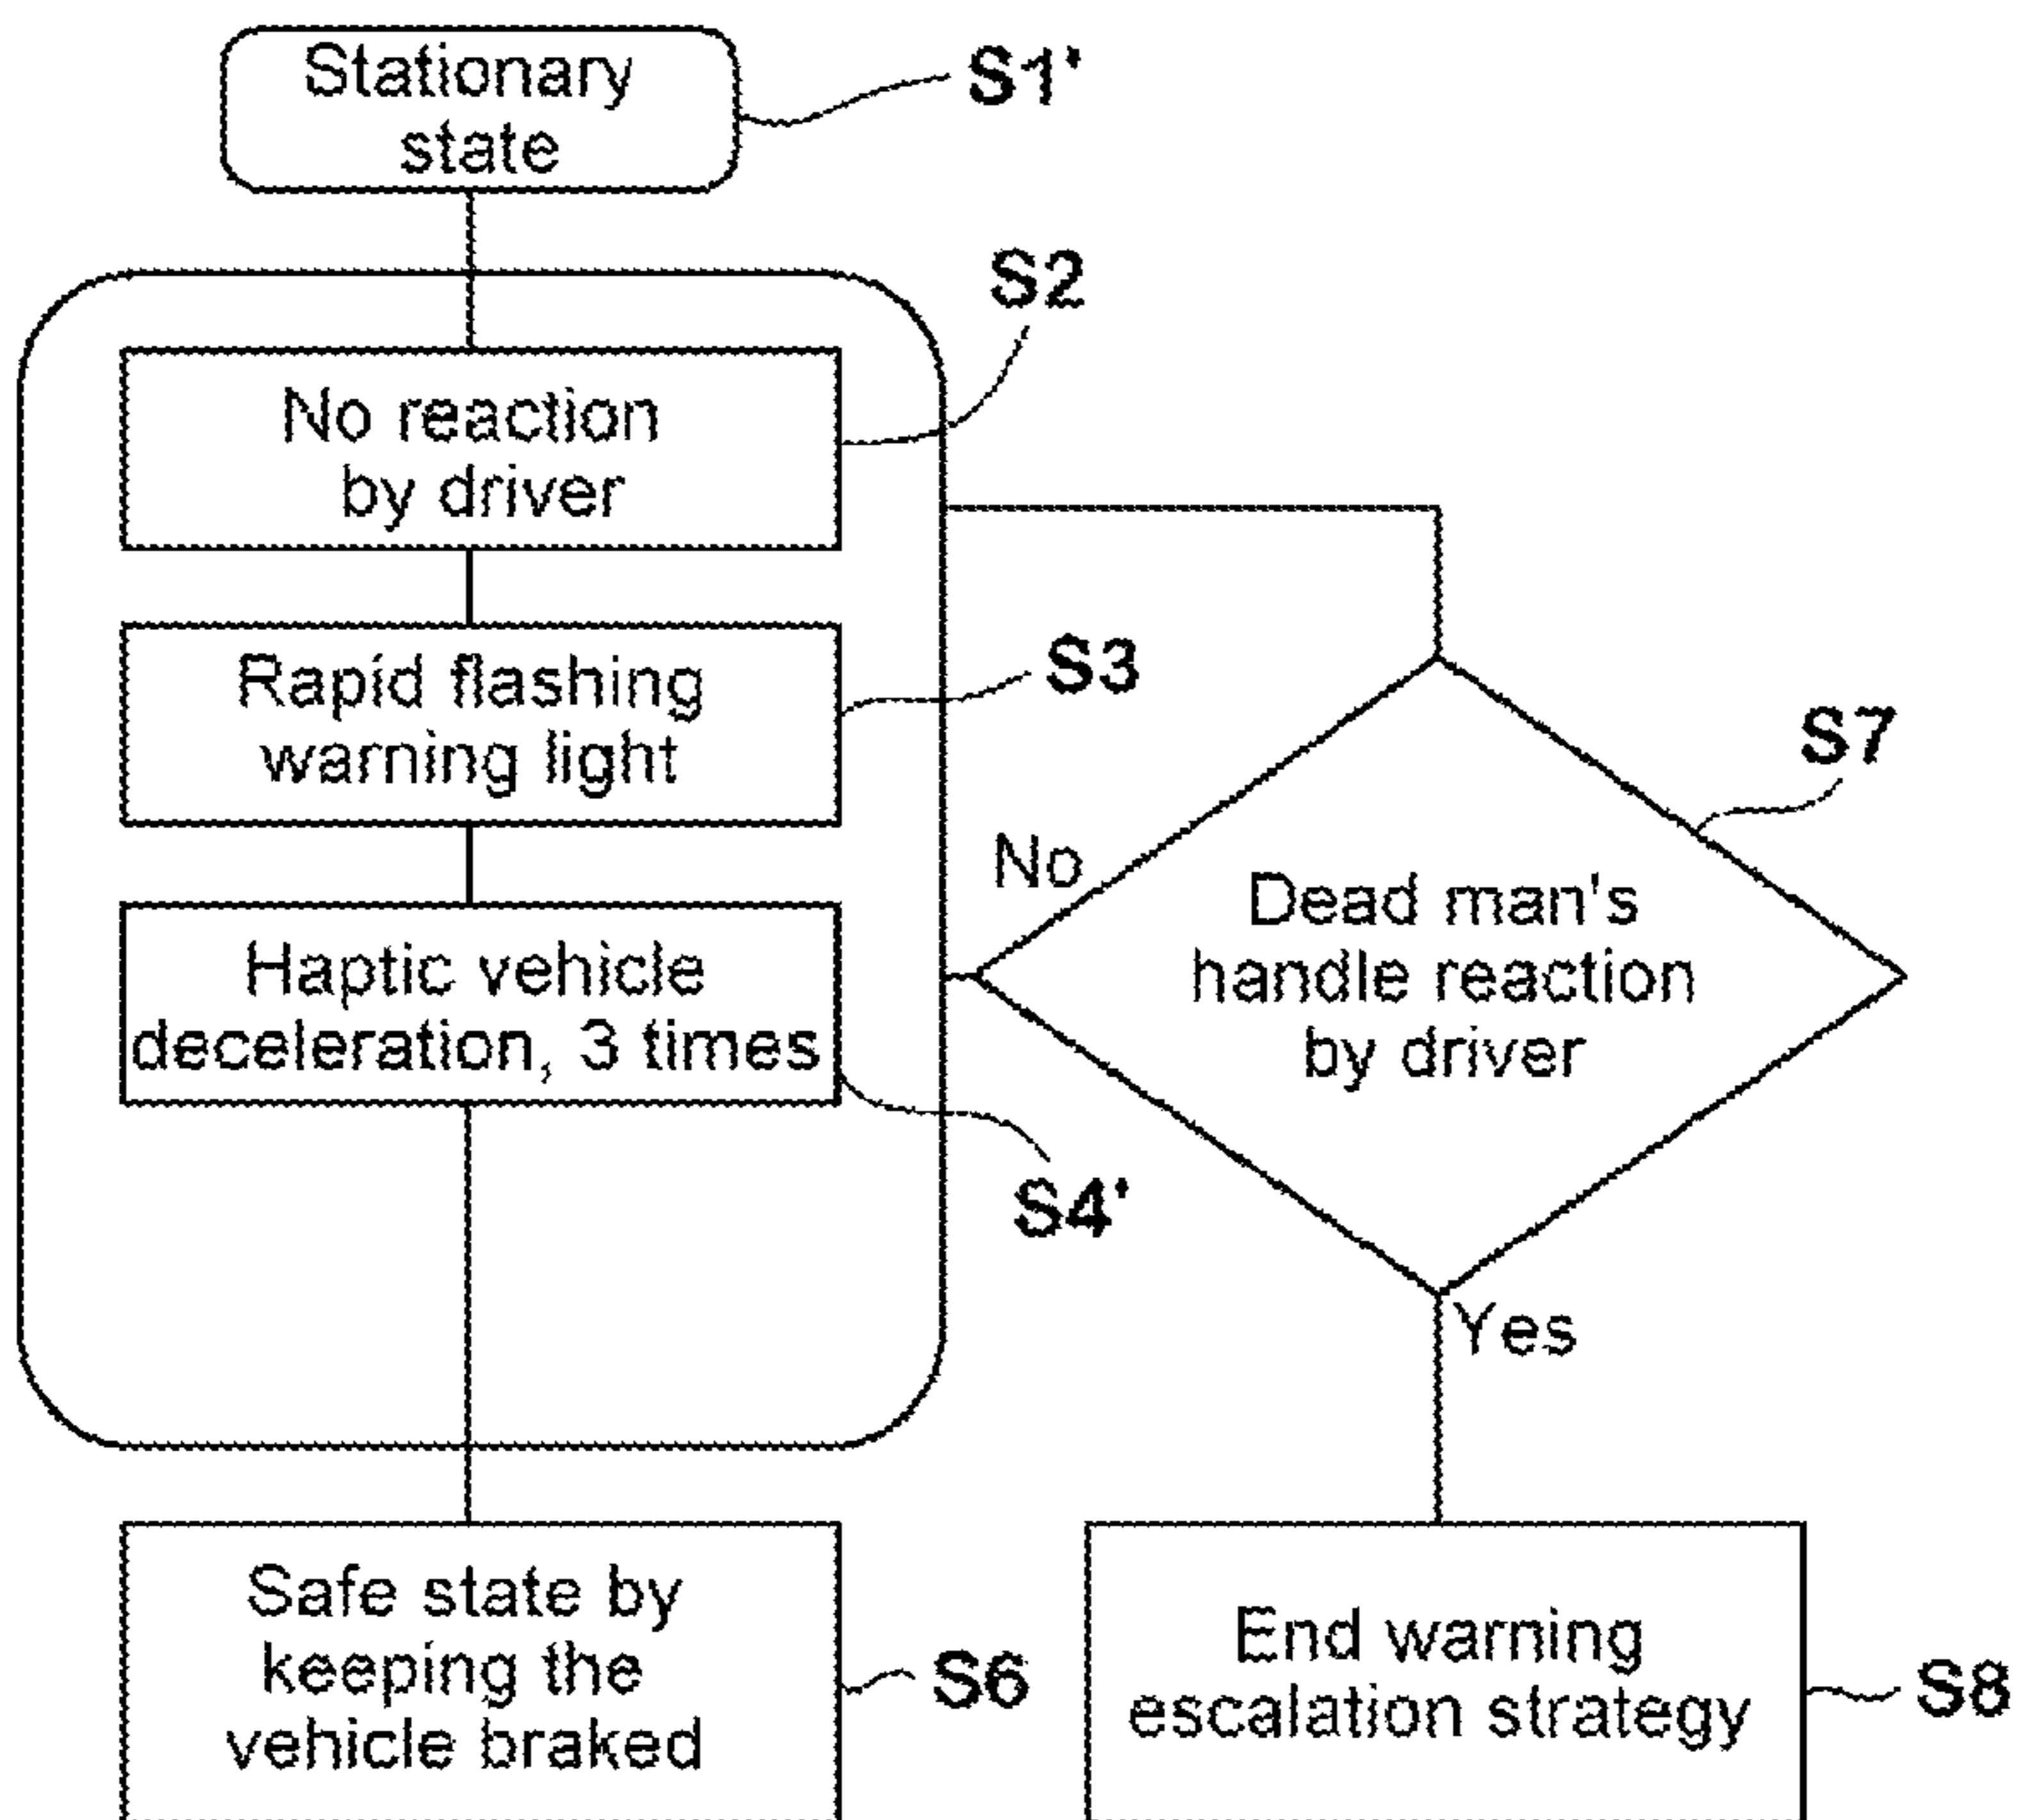 Stationary
state
S1'
S2
No reaction
by driver
S3
Rapid flashing
warning light
S7
No
Dead man's
handle reaction
by driver
Haptic vehicle
deceleration, 3 times
S4'
Yes
Safe state by
keeping the
vehicle braked
S6
End warning
escalation strategy
S8